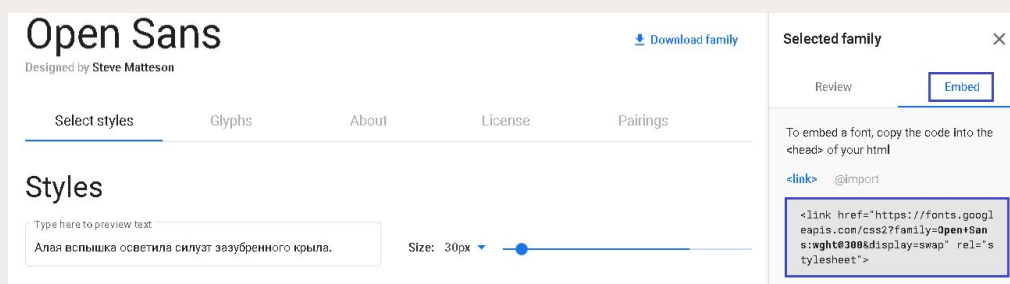 Open Sans
Download family
Designed by Steve Matteson
Select styles
Glyphs
About
License
Pairings
Styles
Type here to preview text
Алая вспышка осветила силуэт зазубренного крыла.
Size: 30px
Selected family
Review
Embed
To embed a font, copy the code into the
<head> of your html
<link>
@import
<link href="https://fonts.googl
eapis.com/css2?family=Open+San
s:wght@300&display=swap" rel="s
tylesheet">